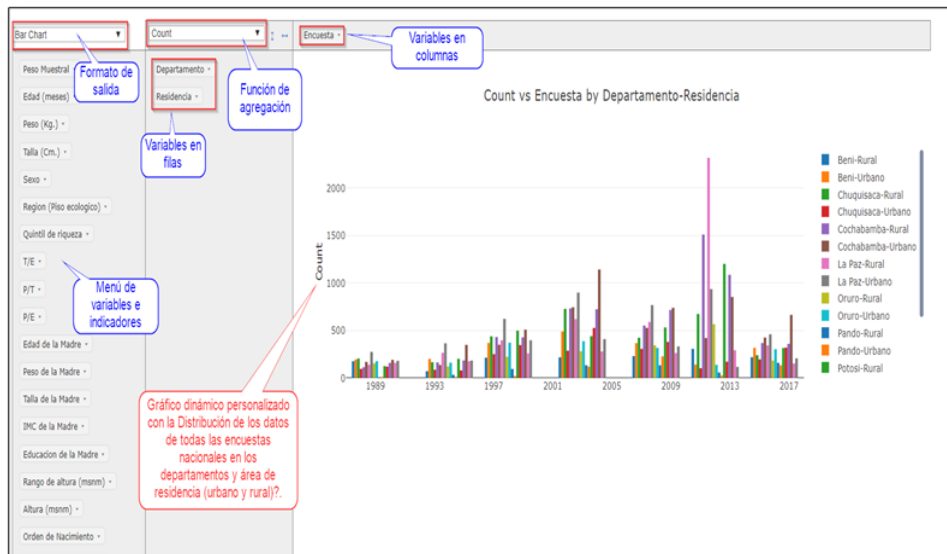 Bar Chart
Count
Encuesta
Variables en
columnas
Formato de
salida
Función de
agregación
Peso Muestral
Edad (meses)
Peso (Kg.)
Talla (Cm.)
Sexo
Region (Piso ecologico)
Quintil de riqueza
T/E
P/T
P/E
Edad de la Madre
Peso de la Madre
Talla de la Madre
IMC de la Madre
Educacion de la Madre
Rango de altura (msnm)
Altura (msnm)
Orden de Nacimiento
Departamento
Residencia
Variables en
filas
Menú de
variables e
indicadores
Gráfico dinámico personalizado
con la Distribución de los datos
de todas las encuestas
nacionales en los
departamentos y área de
residencia (urbano y rural)?.
Count vs Encuesta by Departamento-Residencia
Count
2000
1500
1000
500
0
1989
1993
1997
2001
2005
2009
2013
2017
Beni-Rural
Beni-Urbano
Chuquisaca-Rural
Chuquisaca-Urbano
Cochabamba-Rural
Cochabamba-Urbano
La Paz-Rural
La Paz-Urbano
Oruro-Rural
Oruro-Urbano
Pando-Rural
Pando-Urbano
Potosi-Rural